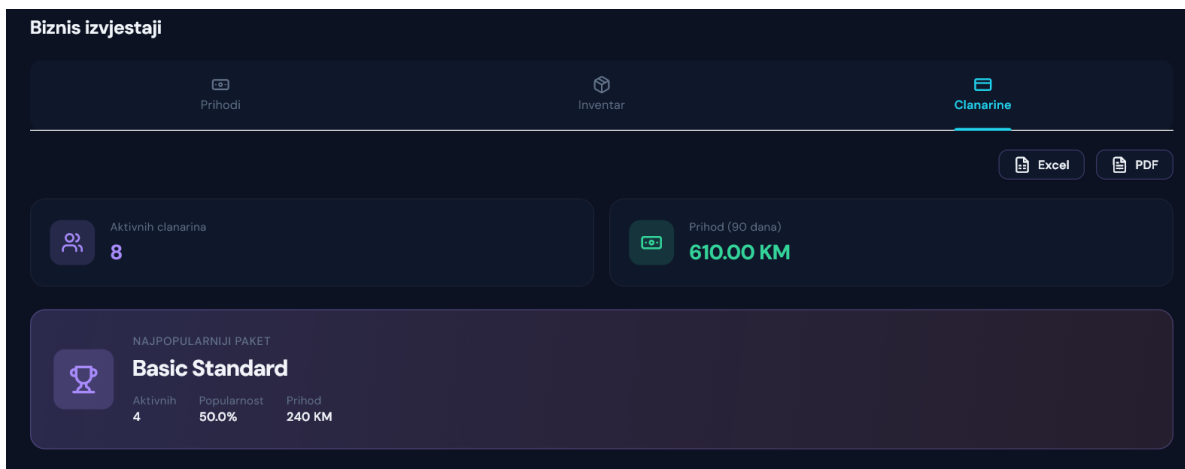 Biznis izvjestaji
Prihodi
Inventar
Clanarine
Excel
PDF
Aktivnih clanarina
8
Prihod (90 dana)
610.00 KM
NAJPOPULARNIJI PAKET
Basic Standard
Aktivnih Popularnost Prihod
4 50.0% 240 KM